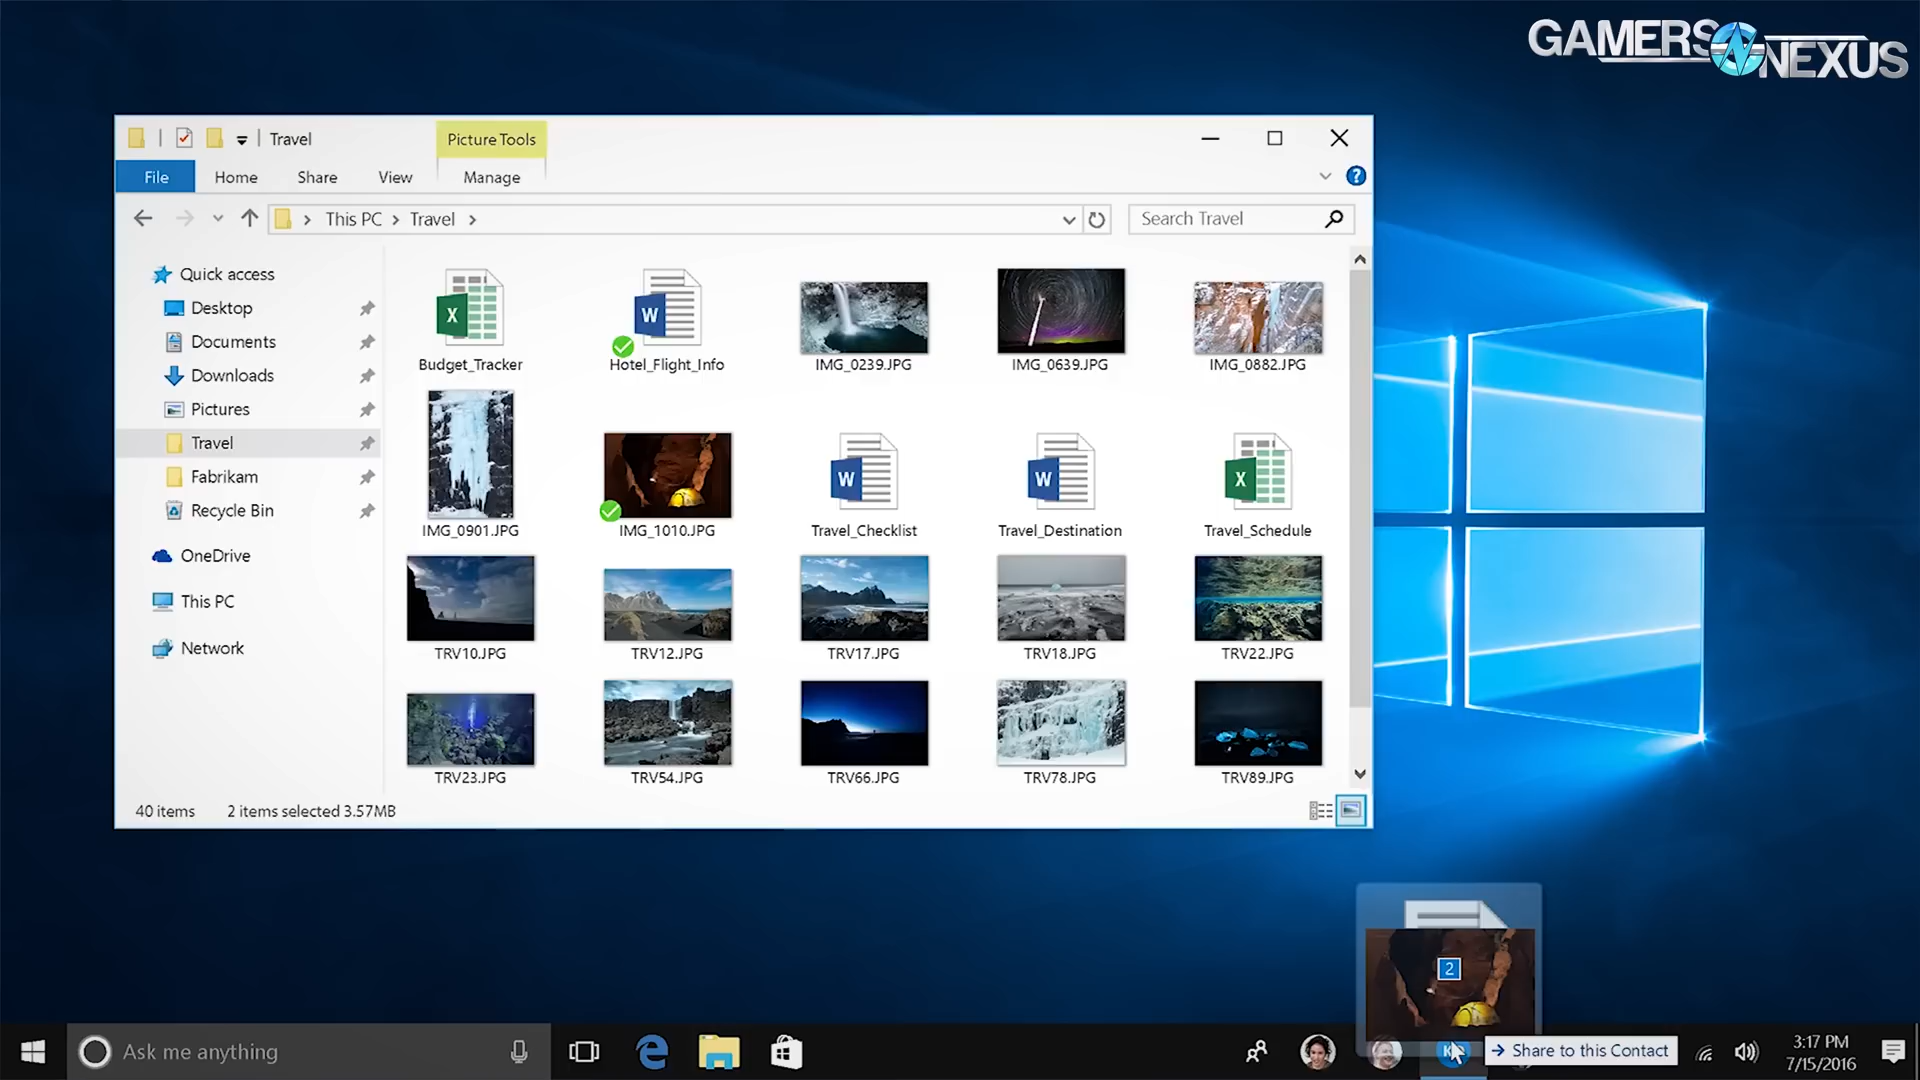 GAMERS NEXUS
Travel
Picture Tools
File
Home
Share
View
Manage
?
This PC
Travel
Search Travel
Quick access
Desktop
Documents
Downloads
Pictures
Travel
Fabrikam
Recycle Bin
OneDrive
This PC
Network
X
Budget_Tracker
W
Hotel_Flight_Info
IMG_0239.JPG
IMG_0639.JPG
IMG_0882.JPG
IMG_0901.JPG
IMG_1010.JPG
W
Travel_Checklist
W
Travel_Destination
X
Travel_Schedule
TRV10.JPG
TRV12.JPG
TRV17.JPG
TRV18.JPG
TRV22.JPG
TRV23.JPG
TRV54.JPG
TRV66.JPG
TRV78.JPG
TRV89.JPG
40 items
2 items selected 3.57MB
2
Ask me anything
Share to this Contact
3:17 PM
7/15/2016